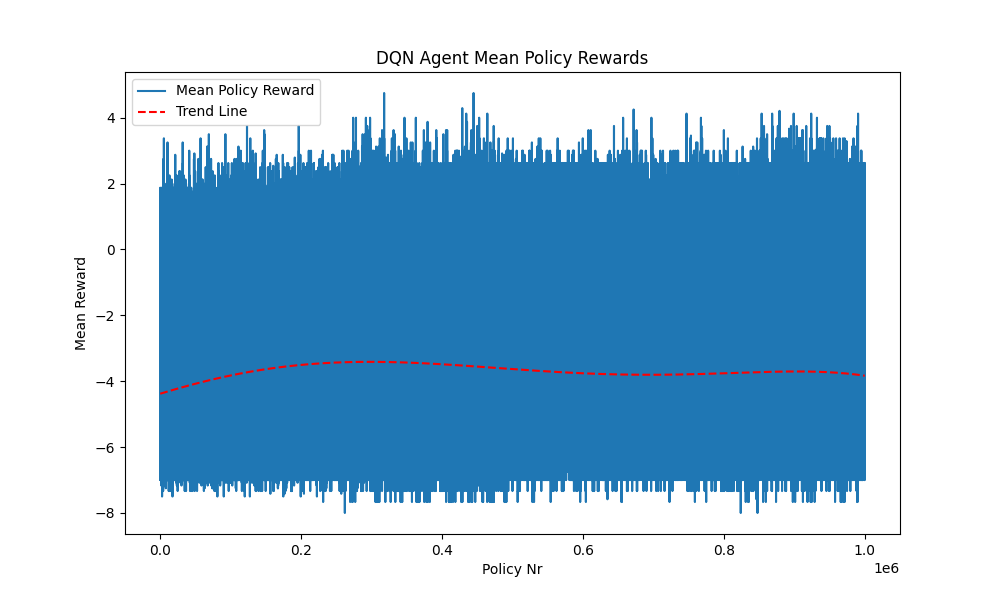 DQN Agent Mean Policy Rewards
Mean Policy Reward
Trend Line
Mean Reward
4
2
0
−2
−4
−6
−8
0.0 0.2 0.4 0.6 0.8 1.0
1e6
Policy Nr